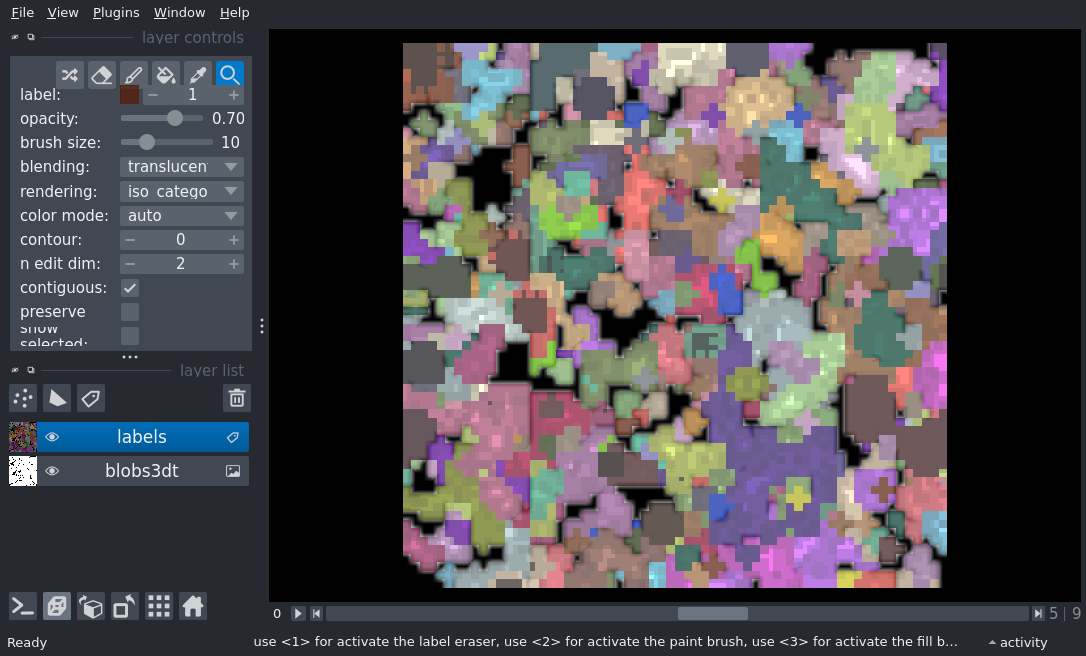 File View Plugins Window Help
layer controls
label: 1
opacity: 0.70
brush size: 10
blending: translucen
rendering: iso catego
color mode: auto
contour: 0
n edit dim: 2
contiguous:
preserve
show
selected:
layer list
labels
blobs3dt
0 5 | 9
Ready use <1> for activate the label eraser, use <2> for activate the paint brush, use <3> for activate the fill b... activity